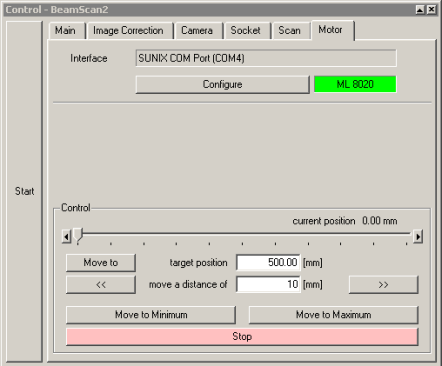 Control - BeamScan2
Main Image Correction Camera Socket Scan Motor
Interface SUNIX COM Port (COM4)
Configure ML 8020
Start
Control
current position 0.00 mm
Move to target position 500.00 [mm]
<< move a distance of 10 [mm] >>
Move to Minimum Move to Maximum
Stop